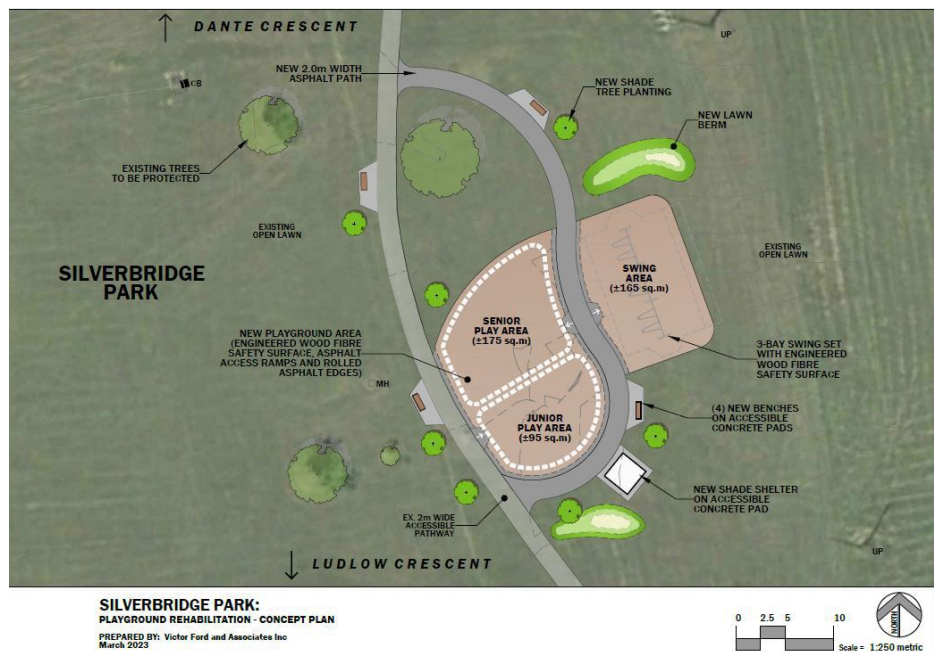 DANTE CRESCENT
UP
NEW 2.0m WIDTH
ASPHALT PATH
CB
NEW SHADE
TREE PLANTING
NEW LAWN
BERM
EXISTING TREES
TO BE PROTECTED
EXISTING
OPEN LAWN
EXISTING
OPEN LAWN
SILVERBRIDGE
PARK
SWING
AREA
(±165 sq.m)
SENIOR
PLAY AREA
(±175 sq.m)
NEW PLAYGROUND AREA
(ENGINEERED WOOD FIBRE
SAFETY SURFACE, ASPHALT
ACCESS RAMPS AND ROLLED
ASPHALT EDGES)
3-BAY SWING SET
WITH ENGINEERED
WOOD FIBRE
SAFETY SURFACE
MH
JUNIOR
PLAY AREA
(±95 sq.m)
(4) NEW BENCHES
ON ACCESSIBLE
CONCRETE PADS
NEW SHADE SHELTER
ON ACCESSIBLE
CONCRETE PAD
EX. 2m WIDE
ACCESSIBLE
PATHWAY
UP
LUDLOW CRESCENT
SILVERBRIDGE PARK:
PLAYGROUND REHABILITATION - CONCEPT PLAN
PREPARED BY: Victor Ford and Associates Inc
March 2023
0 2.5 5 10
Scale = 1:250 metric
NORTH